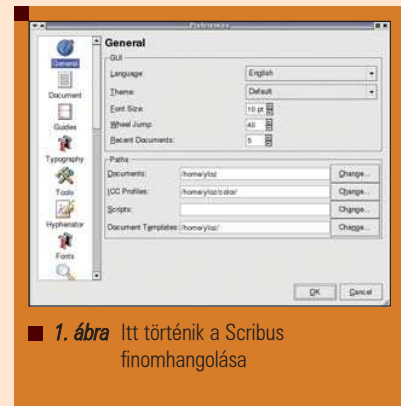 Preferences
General
General
GUI
Language: English
Theme: Default
Font Size: 10 pt
Wheel Jump: 40
Recent Documents: 5
Document
Guides
Typography
Paths
Documents: /home/yloz Change...
ICC Profiles: /home/yloz/color/ Change...
Scripts: Change...
Document Templates: /home/yloz/ Change...
Tools
Hyphenator
Fonts
OK Cancel
1. ábra Itt történik a Scribus
finomhangolása